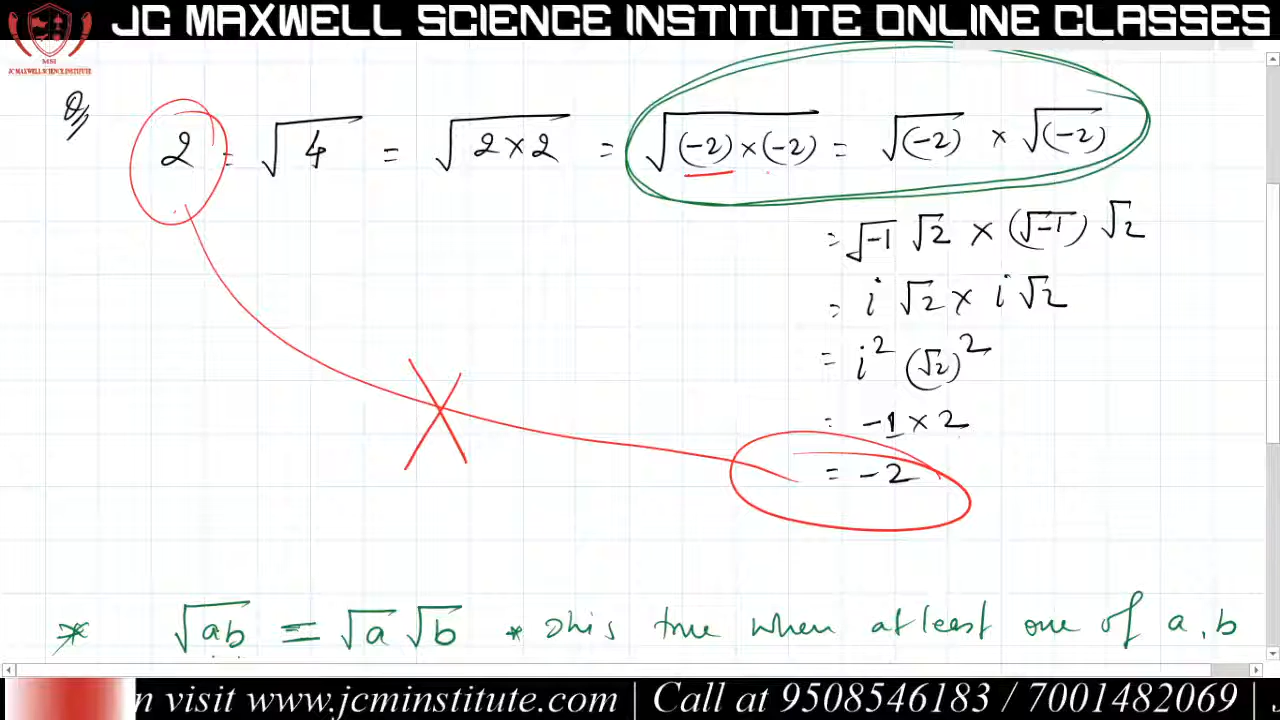 JC MAXWELL SCIENCE INSTITUTE ONLINE CLASSES
MSI
JC MAXWELL SCIENCE INSTITUTE
Q/ 2 = √4 = √2×2 = √(-2)×(-2) = √(-2) × √(-2)
= √-1 √2 × (√-1) √2
= i √2 × i √2
= i² (√2)²
= -1 × 2
= -2
* √ab = √a √b * This true when atleast one of a, b
n visit www.jcminstitute.com | Call at 9508546183 / 7001482069 | J